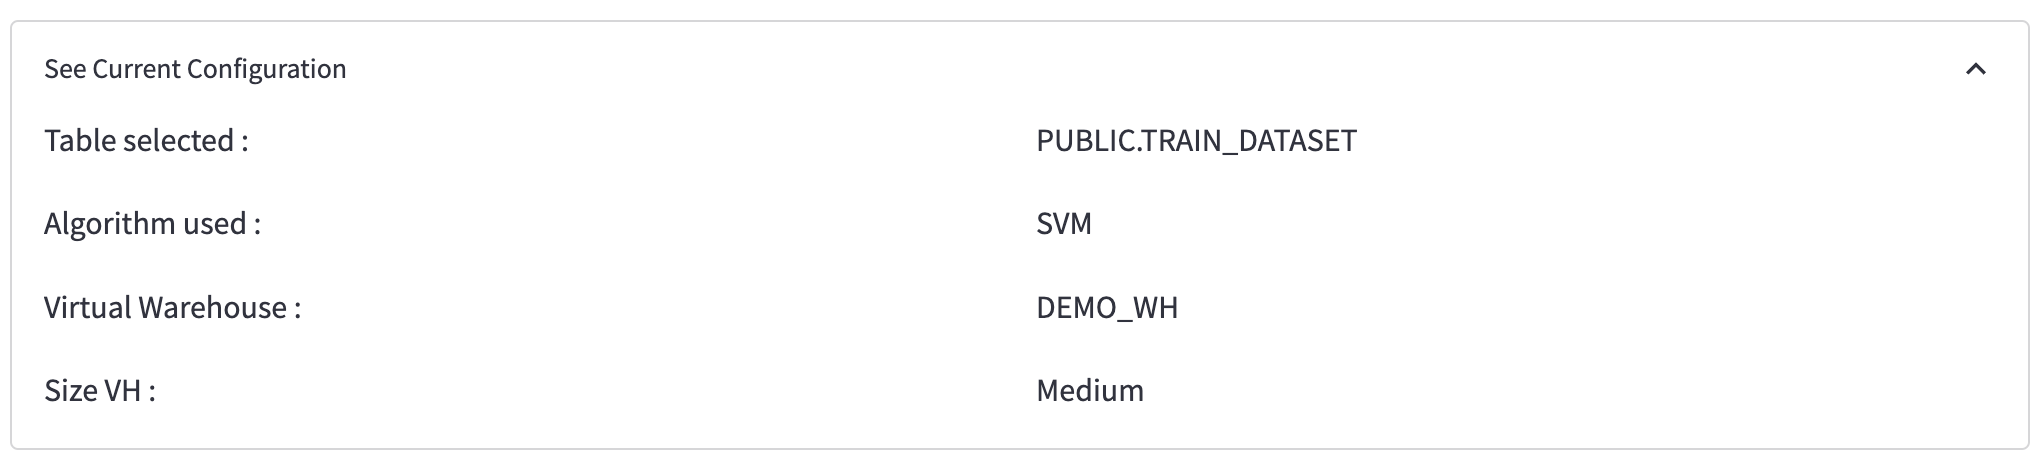 See Current Configuration
Table selected : PUBLIC.TRAIN_DATASET
Algorithm used : SVM
Virtual Warehouse : DEMO_WH
Size VH : Medium